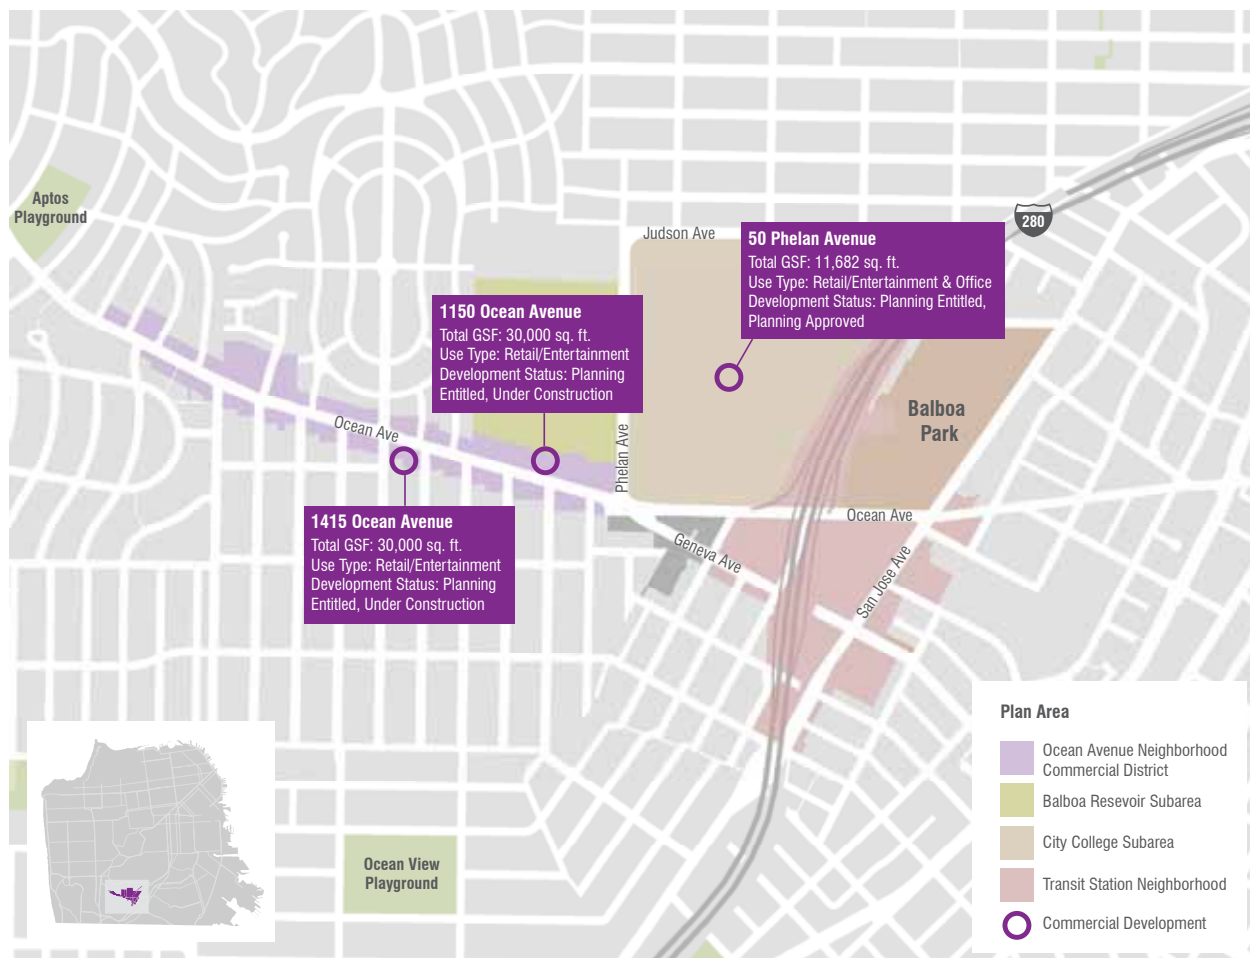 Aptos
Playground
Judson Ave
280
50 Phelan Avenue
Total GSF: 11,682 sq. ft.
Use Type: Retail/Entertainment & Office
Development Status: Planning Entitled,
Planning Approved
1150 Ocean Avenue
Total GSF: 30,000 sq. ft.
Use Type: Retail/Entertainment
Development Status: Planning
Entitled, Under Construction
Balboa
Park
Ocean Ave
Phelan Ave
1415 Ocean Avenue
Total GSF: 30,000 sq. ft.
Use Type: Retail/Entertainment
Development Status: Planning
Entitled, Under Construction
Ocean Ave
Geneva Ave
San Jose Ave
Ocean View
Playground
Plan Area
Ocean Avenue Neighborhood
Commercial District
Balboa Resevoir Subarea
City College Subarea
Transit Station Neighborhood
Commercial Development